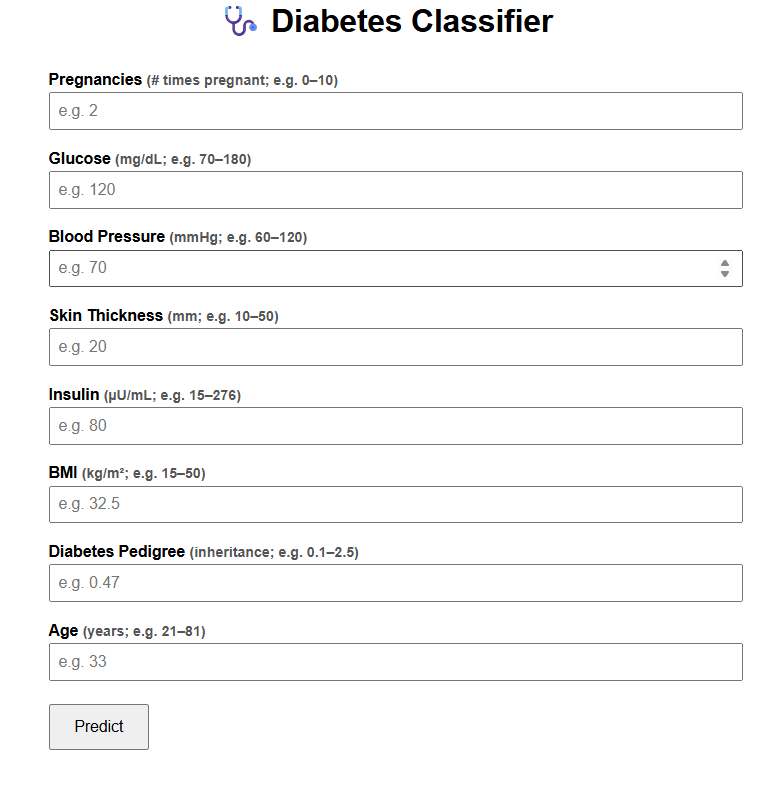 Diabetes Classifier
Pregnancies (# times pregnant; e.g. 0–10)
e.g. 2
Glucose (mg/dL; e.g. 70–180)
e.g. 120
Blood Pressure (mmHg; e.g. 60–120)
e.g. 70
Skin Thickness (mm; e.g. 10–50)
e.g. 20
Insulin (µU/mL; e.g. 15–276)
e.g. 80
BMI (kg/m²; e.g. 15–50)
e.g. 32.5
Diabetes Pedigree (inheritance; e.g. 0.1–2.5)
e.g. 0.47
Age (years; e.g. 21–81)
e.g. 33
Predict